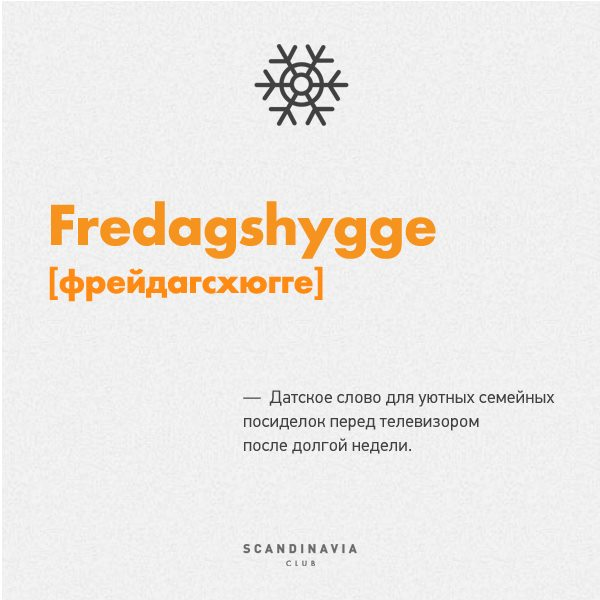 Fredagshygge
[фрейдагсхюгге]
— Датское слово для уютных семейных
посиделок перед телевизором
после долгой недели.
SCANDINAVIA
CLUB